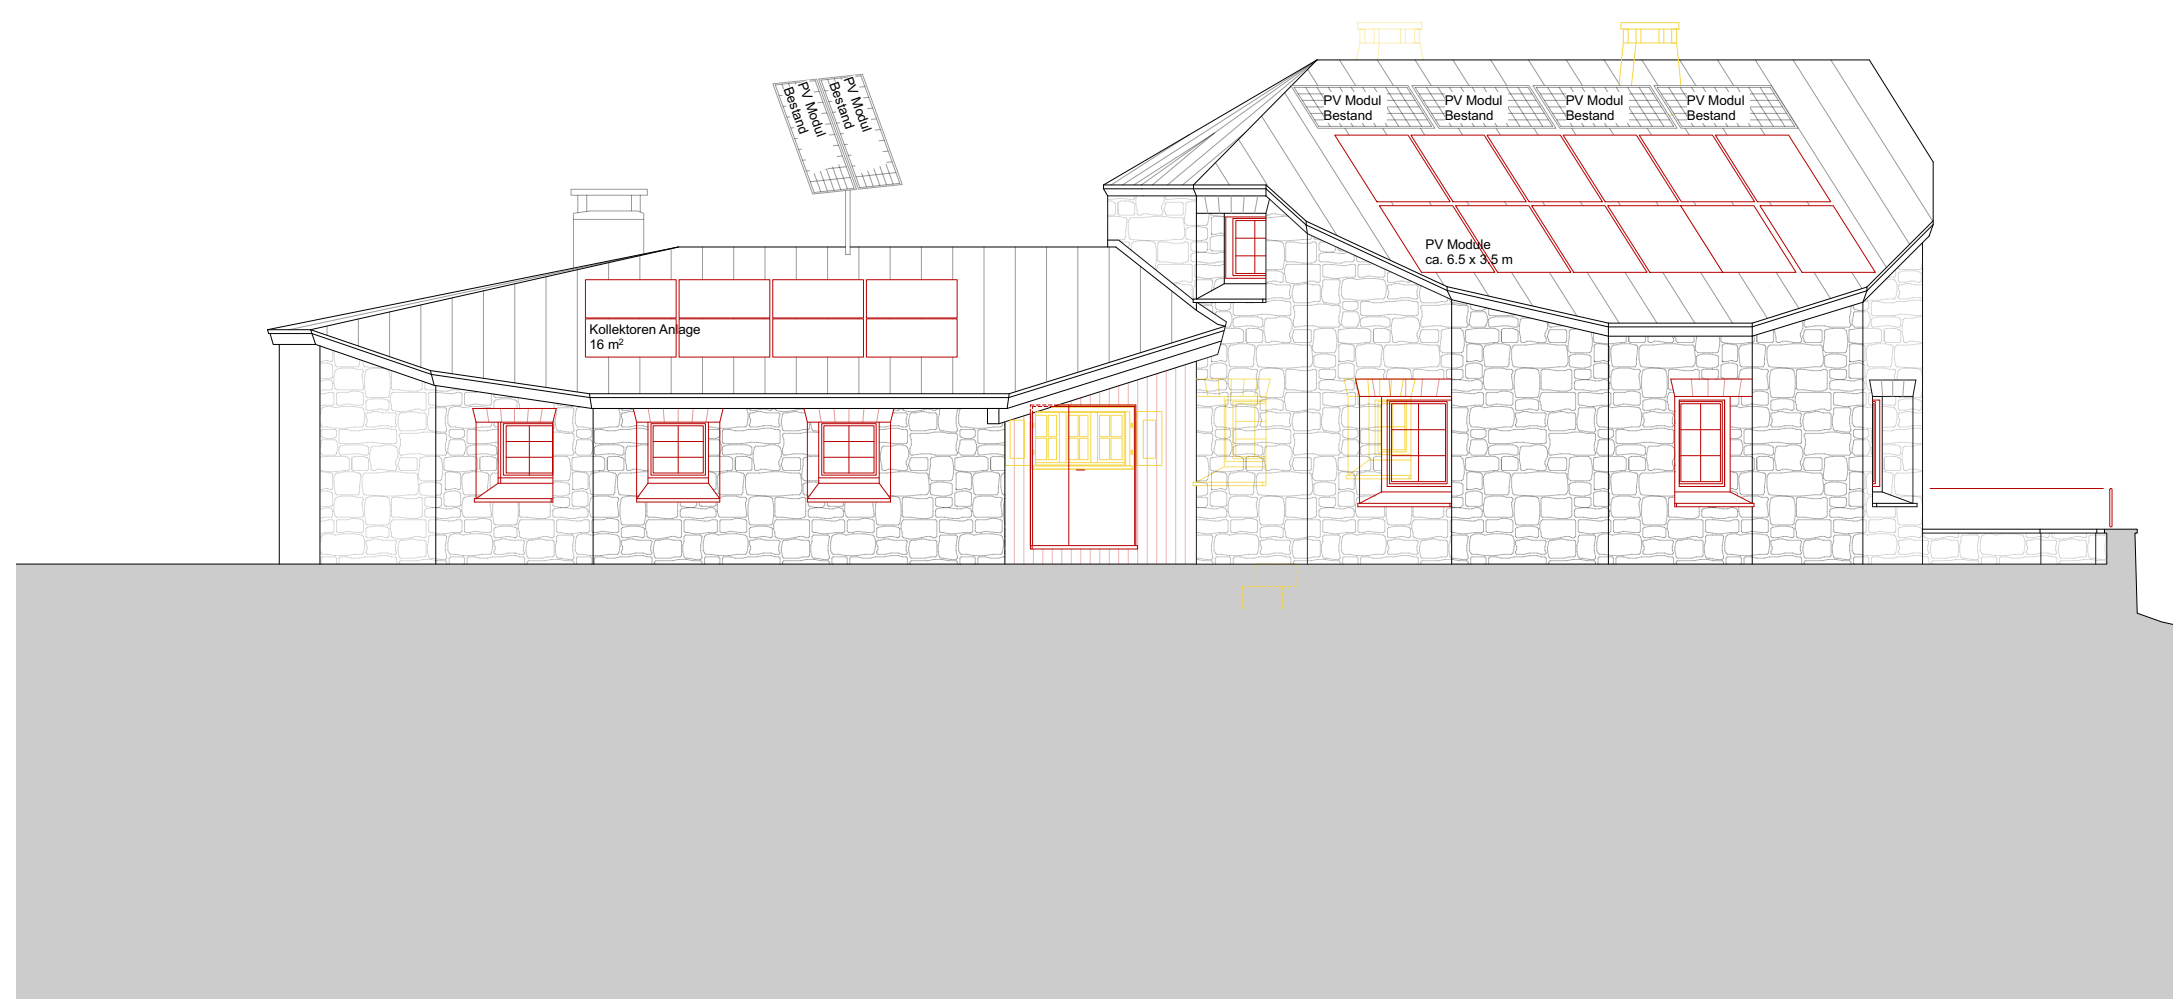 PV Modul
Bestand
PV Modul
Bestand
PV Modul
Bestand
PV Modul
Bestand
PV Modul
Bestand
PV Modul
Bestand
PV Module
ca. 6.5 x 3.5 m
Kollektoren Anlage
16 m²